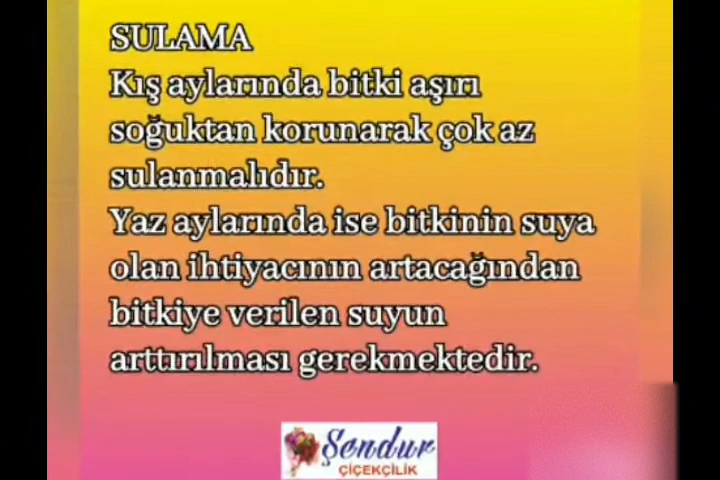 SULAMA
Kış aylarında bitki aşırı
soğuktan korunarak çok az
sulanmalıdır.
Yaz aylarında ise bitkinin suya
olan ihtiyacının artacağından
bitkiye verilen suyun
arttırılması gerekmektedir.
Şendur
ÇİÇEKÇİLİK